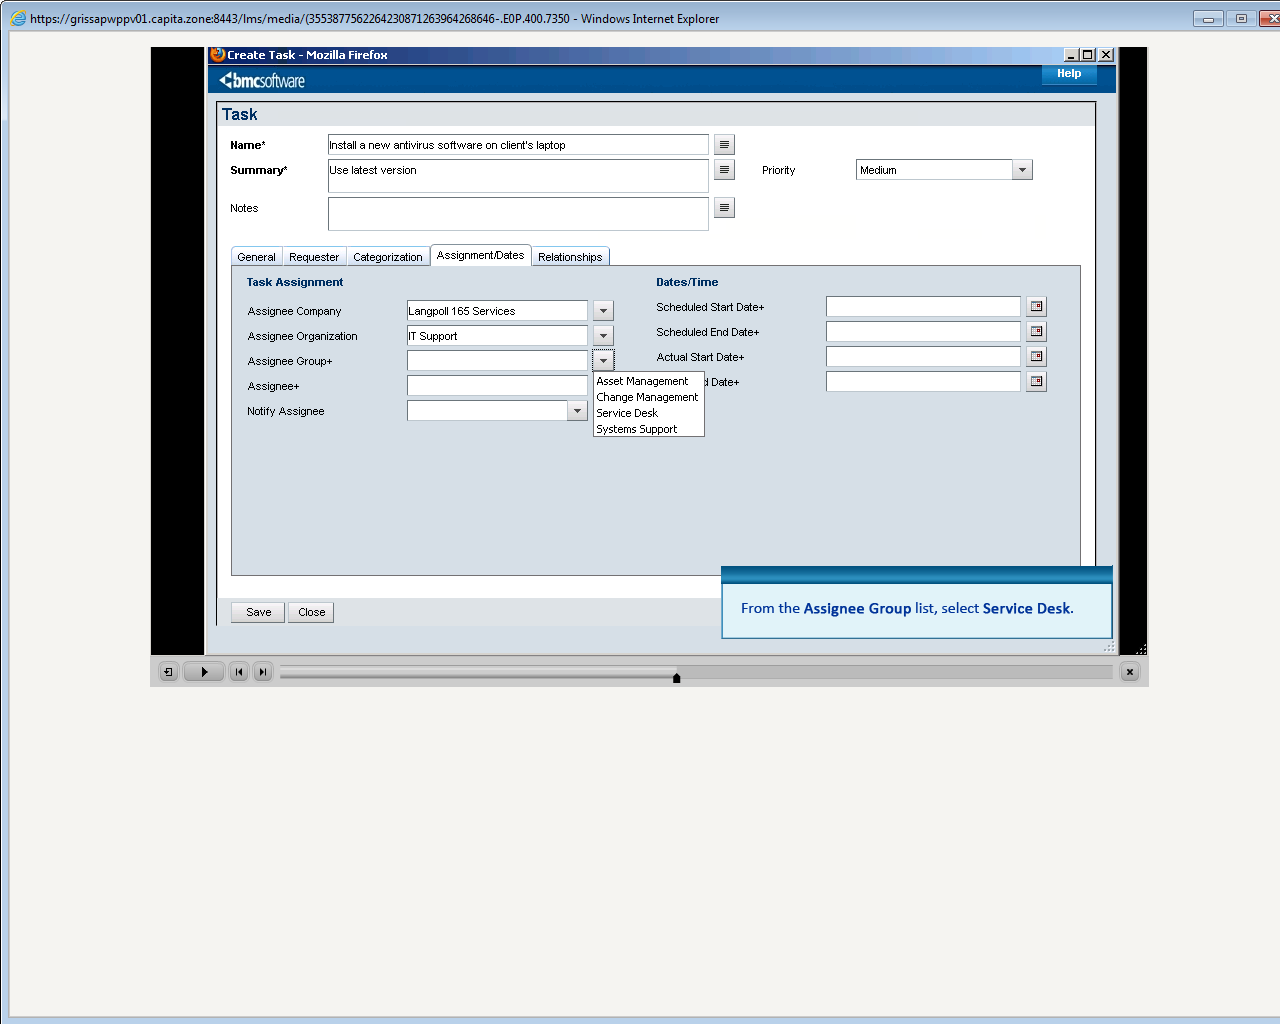 https://grissapwppv01.capita.zone:8443/lms/media/(3553877562264230871263964268646-.E0P.400.7350 - Windows Internet Explorer
Create Task - Mozilla Firefox
bmcsoftware
Help
Task
Name*
Install a new antivirus software on client's laptop
Summary*
Use latest version
Priority
Medium
Notes
General
Requester
Categorization
Assignment/Dates
Relationships
Task Assignment
Dates/Time
Assignee Company
Langpoll 165 Services
Scheduled Start Date+
Assignee Organization
IT Support
Scheduled End Date+
Assignee Group+
Actual Start Date+
Assignee+
d Date+
Notify Assignee
Asset Management
Change Management
Service Desk
Systems Support
Save
Close
From the Assignee Group list, select Service Desk.